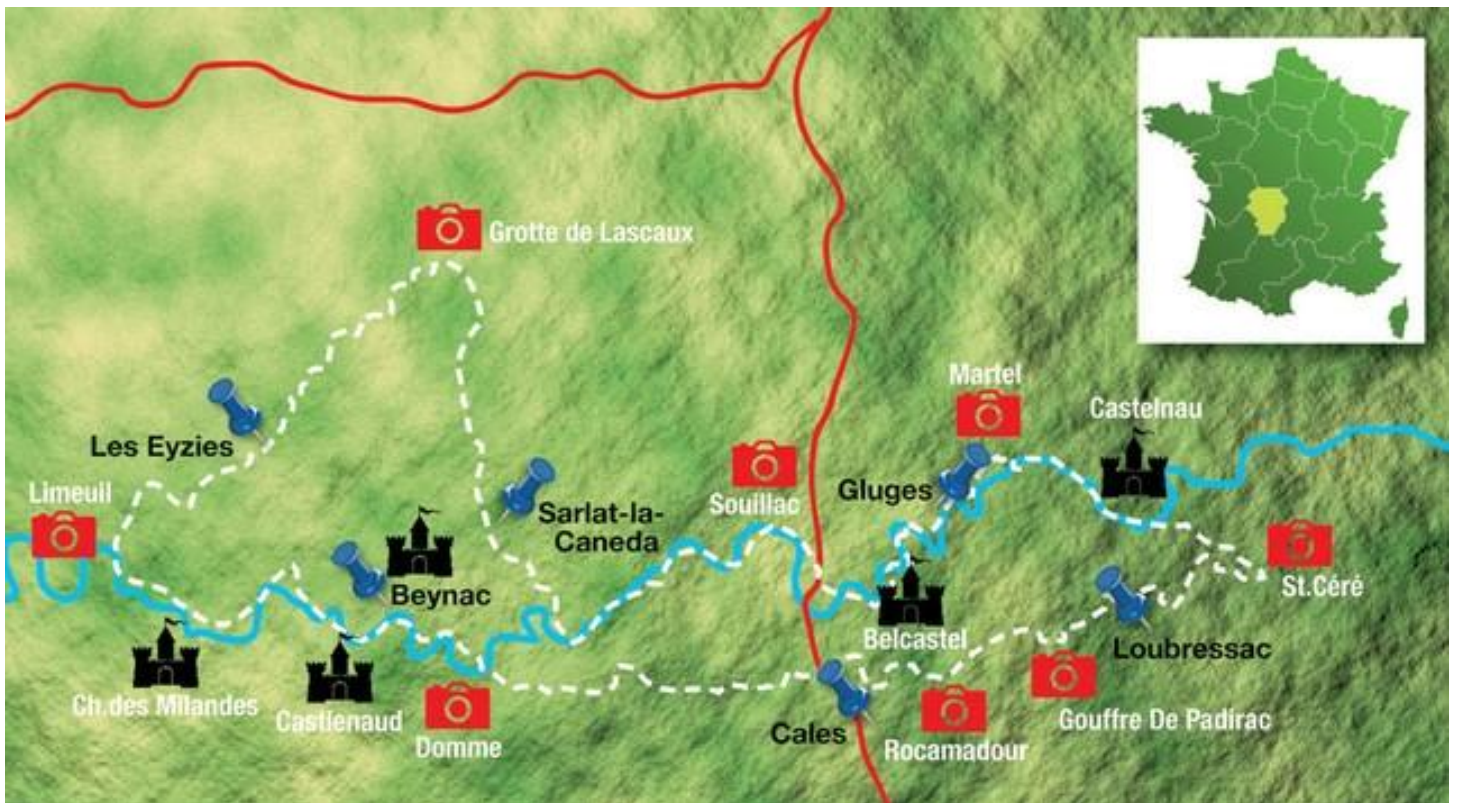 Grotte de Lascaux
Martel
Castelnau
Les Eyzies
Limeuil
Sarlat-la-
Caneda
Souillac
Gluges
Beynac
St.Céré
Belcastel
Loubressac
Ch.des Mllandes
Castlenaud
Domme
Cales
Rocamadour
Gouffre De Padirac